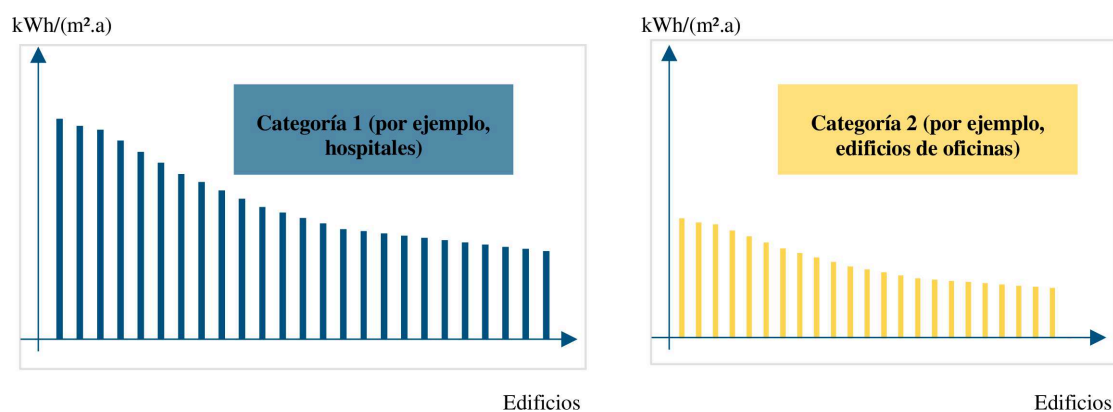 kWh/(m².a)
Categoría 1 (por ejemplo,
hospitales)
Edificios
kWh/(m².a)
Categoría 2 (por ejemplo,
edificios de oficinas)
Edificios